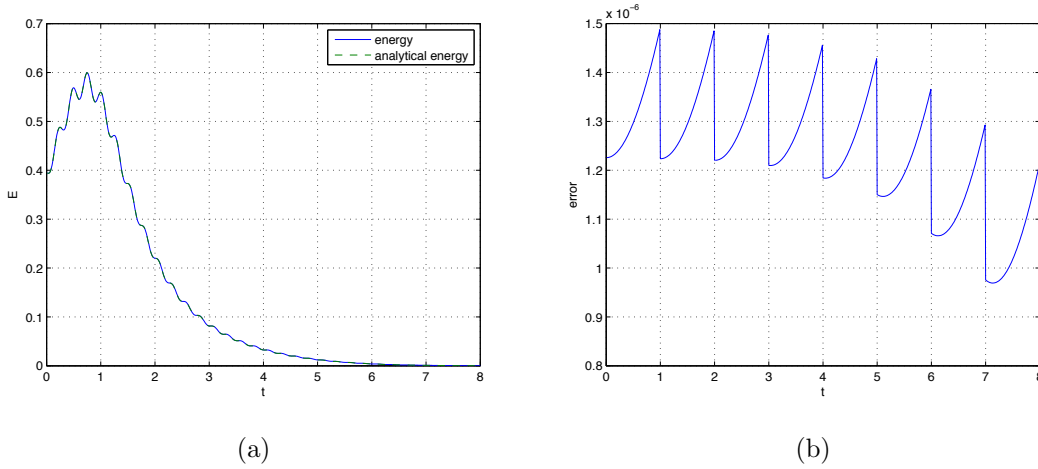 0.7
energy
analytical energy
0.6
0.5
0.4
E
0.3
0.2
0.1
0
0 1 2 3 4 5 6 7 8
t
(a)
x 10^-6
1.5
1.4
1.3
1.2
error
1.1
1
0.9
0.8
0 1 2 3 4 5 6 7 8
t
(b)